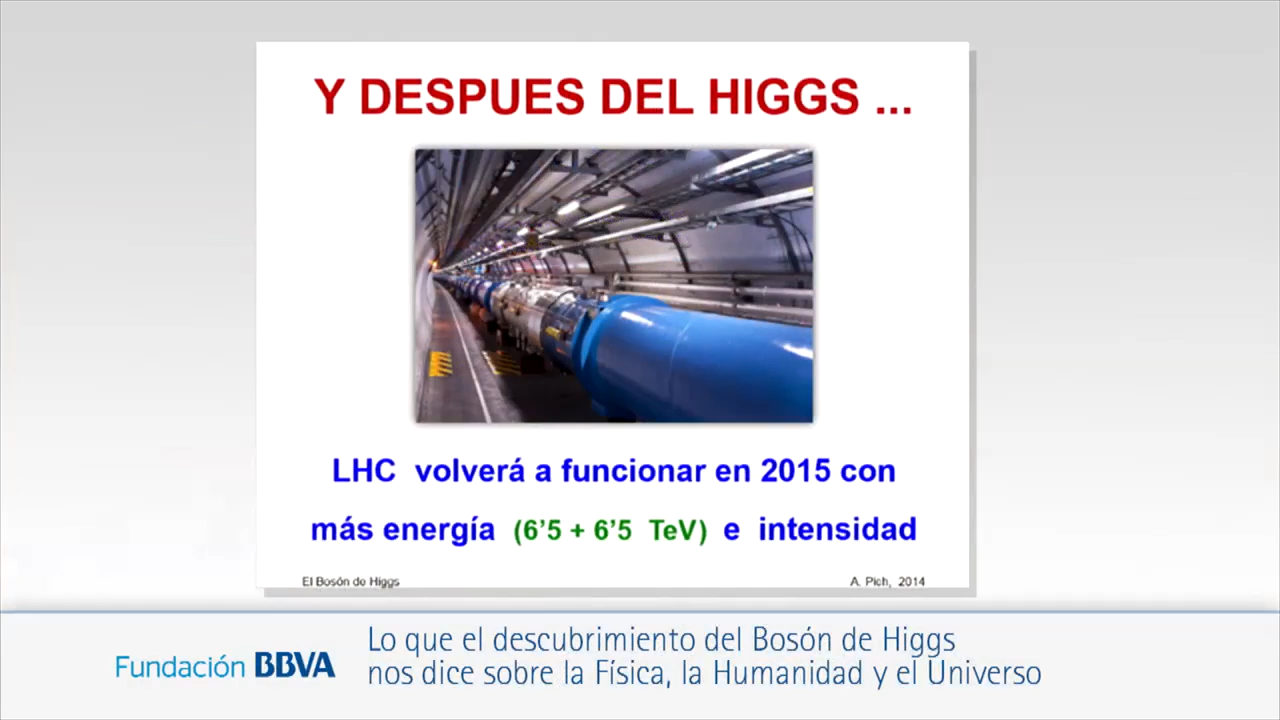 Y DESPUES DEL HIGGS ...
LHC volverá a funcionar en 2015 con
más energía (6’5 + 6’5 TeV) e intensidad
El Bosón de Higgs
A. Pich, 2014
Fundación BBVA
Lo que el descubrimiento del Bosón de Higgs
nos dice sobre la Física, la Humanidad y el Universo